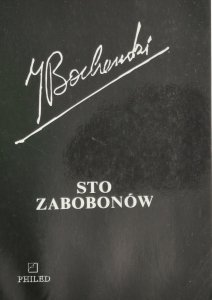 J Bocheński
STO
ZABOBONÓW
PHILED